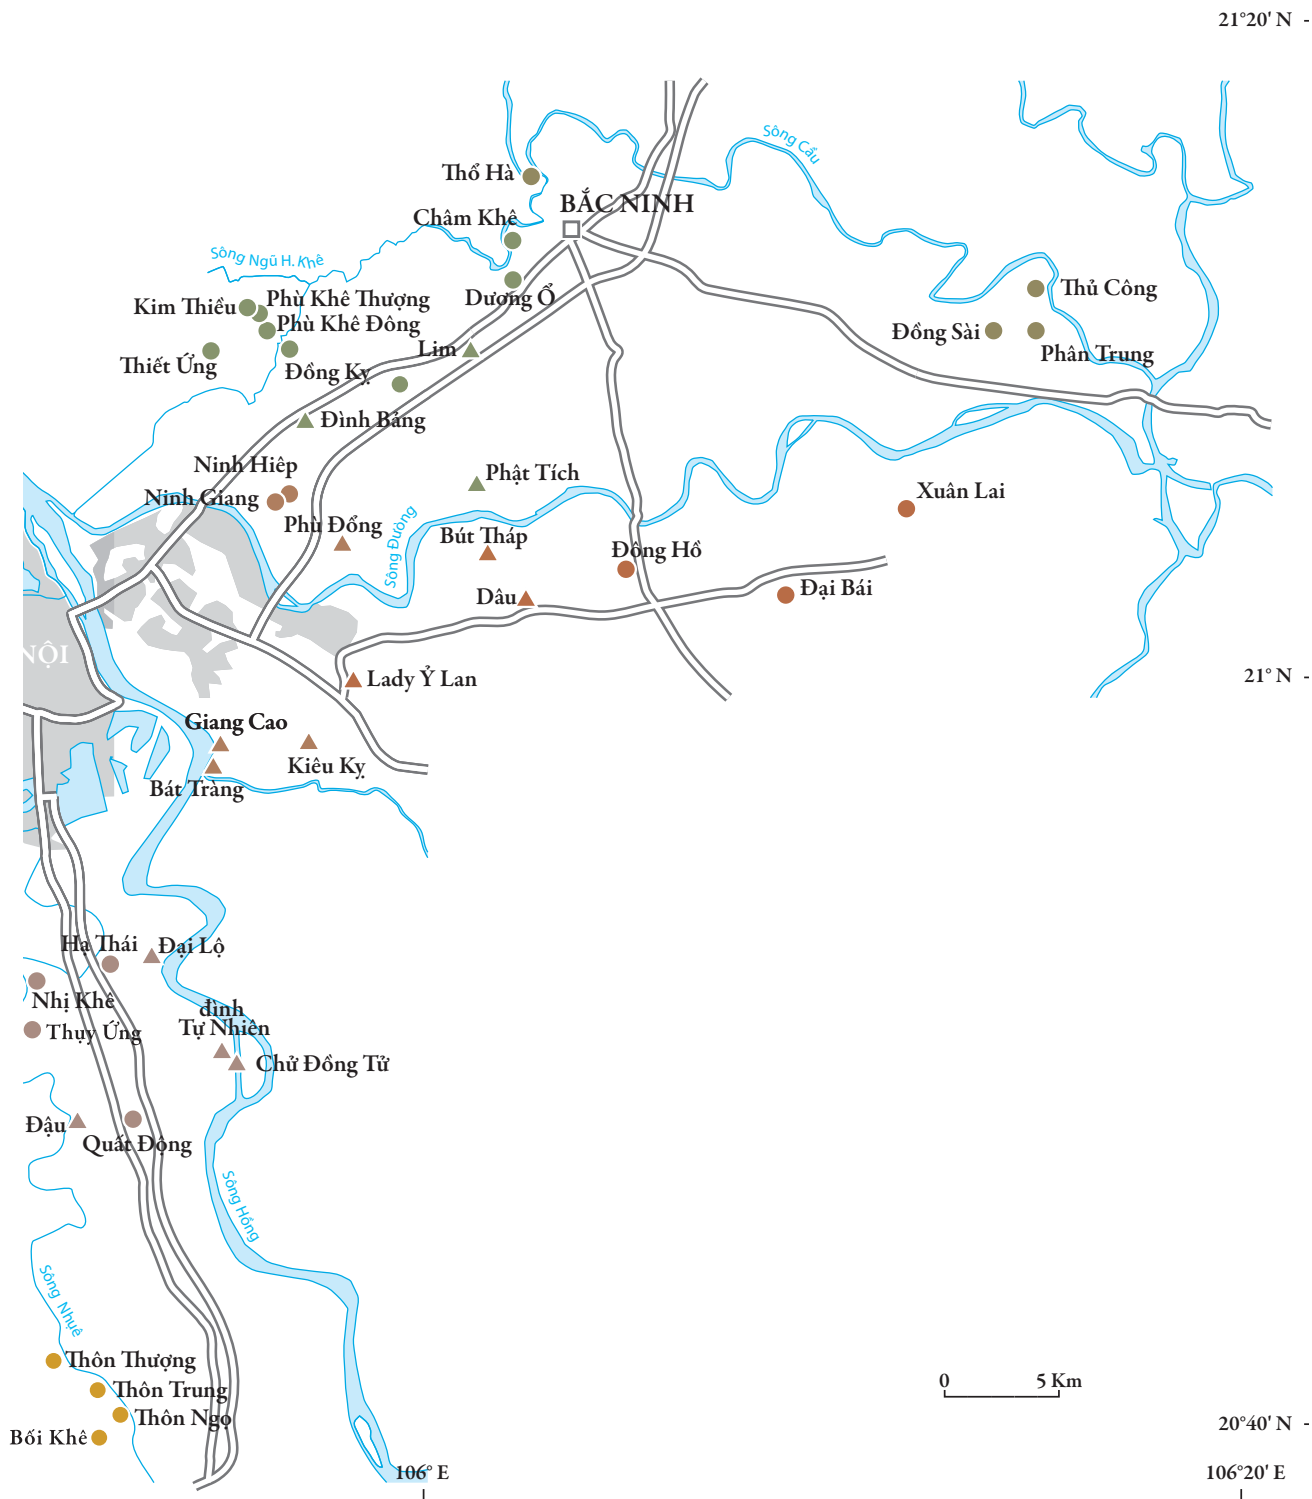 21°20' N
Sông Cầu
Thổ Hà
BẮC NINH
Châm Khê
Sông Ngũ H. Khê
Thủ Công
Dương Ổ
Kim Thiều
Phù Khê Thượng
Phù Khê Đông
Đồng Sài
Phân Trung
Lim
Thiết Ứng
Đồng Kỵ
Đình Bảng
Ninh Hiệp
Phật Tích
Ninh Giang
Xuân Lai
Phù Đổng
Sông Đường
Bút Tháp
Đông Hồ
Dâu
Đại Bái
NỘI
Lady Ỷ Lan
21° N
Giang Cao
Kiêu Kỵ
Bát Tràng
Hạ Thái
Đại Lộ
Nhị Khê
đình
Tự Nhiên
Thụy Ứng
Chử Đồng Tử
Đậu
Quất Động
Sông Hồng
Sông Nhuệ
Thôn Thượng
0 5 Km
Thôn Trung
Thôn Ngọ
Bối Khê
20°40' N
106° E
106°20' E